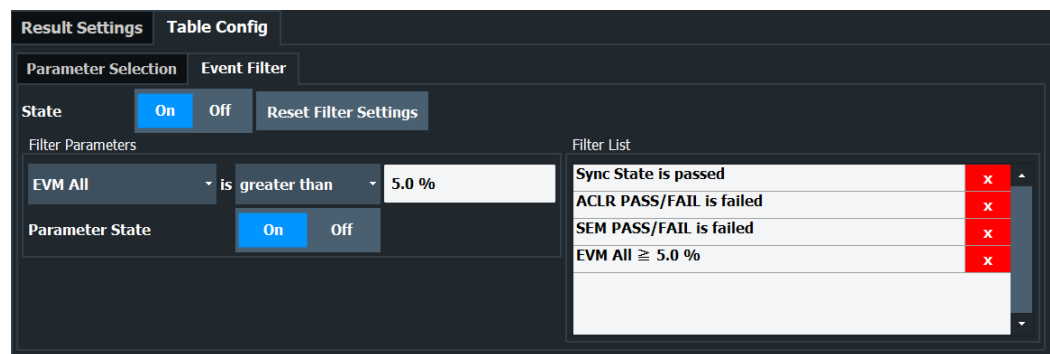 Result Settings Table Config
Parameter Selection Event Filter
State On Off Reset Filter Settings
Filter Parameters
EVM All is greater than 5.0 %
Parameter State On Off
Filter List
Sync State is passed x
ACLR PASS/FAIL is failed x
SEM PASS/FAIL is failed x
EVM All ≧ 5.0 % x